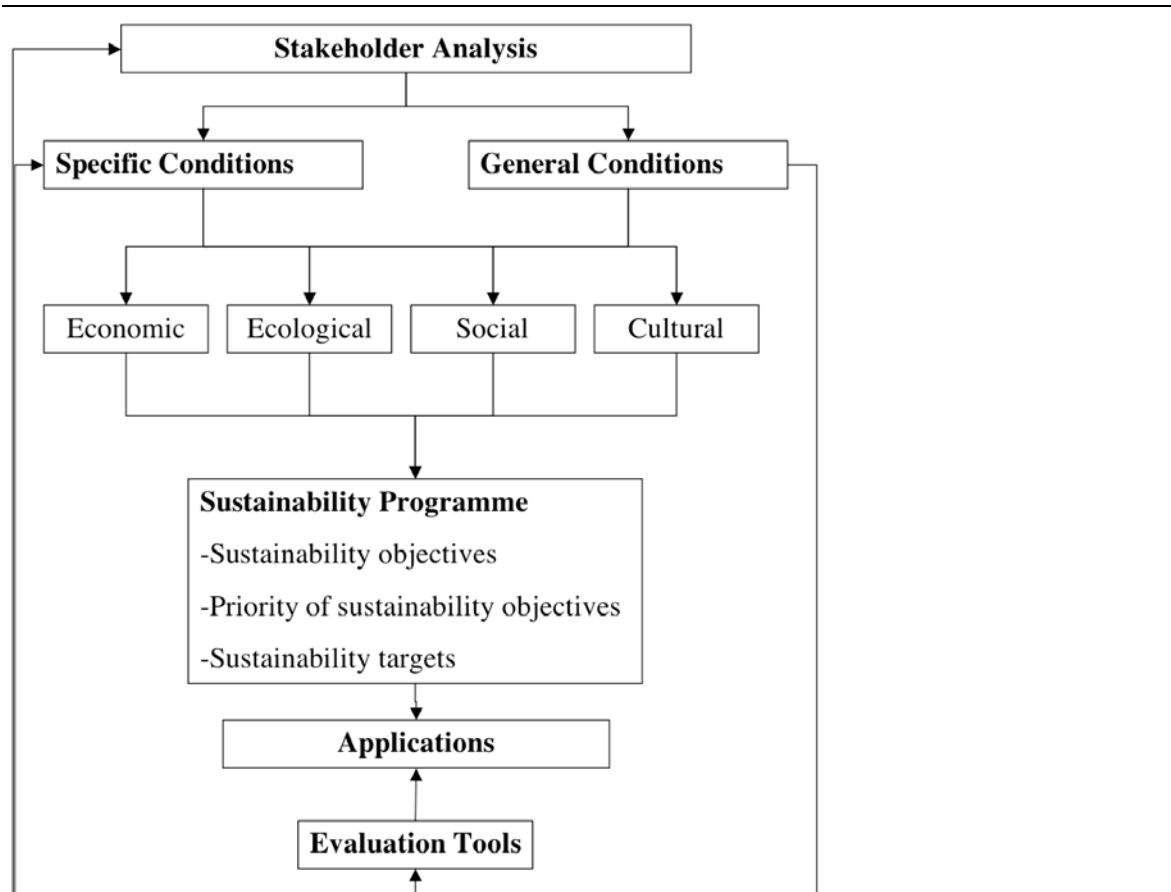 Stakeholder Analysis
Specific Conditions
General Conditions
Economic
Ecological
Social
Cultural
Sustainability Programme
-Sustainability objectives
-Priority of sustainability objectives
-Sustainability targets
Applications
Evaluation Tools